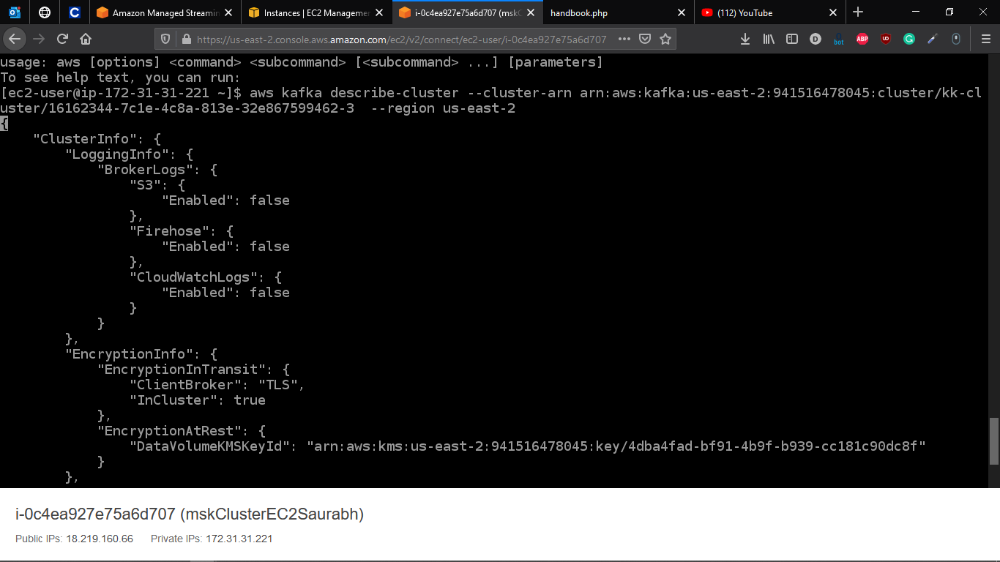 Amazon Managed Streamin
Instances | EC2 Managemen
i-0c4ea927e75a6d707 (mskC
handbook.php
(112) YouTube
https://us-east-2.console.aws.amazon.com/ec2/v2/connect/ec2-user/i-0c4ea927e75a6d707
D
bot
ABP
usage: aws [options] <command> <subcommand> [<subcommand> ...] [parameters]
To see help text, you can run:
[ec2-user@ip-172-31-31-221 ~]$ aws kafka describe-cluster --cluster-arn arn:aws:kafka:us-east-2:941516478045:cluster/kk-cl
uster/16162344-7c1e-4c8a-813e-32e867599462-3  --region us-east-2
{
    "ClusterInfo": {
        "LoggingInfo": {
            "BrokerLogs": {
                "S3": {
                    "Enabled": false
                },
                "Firehose": {
                    "Enabled": false
                },
                "CloudWatchLogs": {
                    "Enabled": false
                }
            }
        },
        "EncryptionInfo": {
            "EncryptionInTransit": {
                "ClientBroker": "TLS",
                "InCluster": true
            },
            "EncryptionAtRest": {
                "DataVolumeKMSKeyId": "arn:aws:kms:us-east-2:941516478045:key/4dba4fad-bf91-4b9f-b939-cc181c90dc8f"
            }
        },
i-0c4ea927e75a6d707 (mskClusterEC2Saurabh)
Public IPs: 18.219.160.66 Private IPs: 172.31.31.221